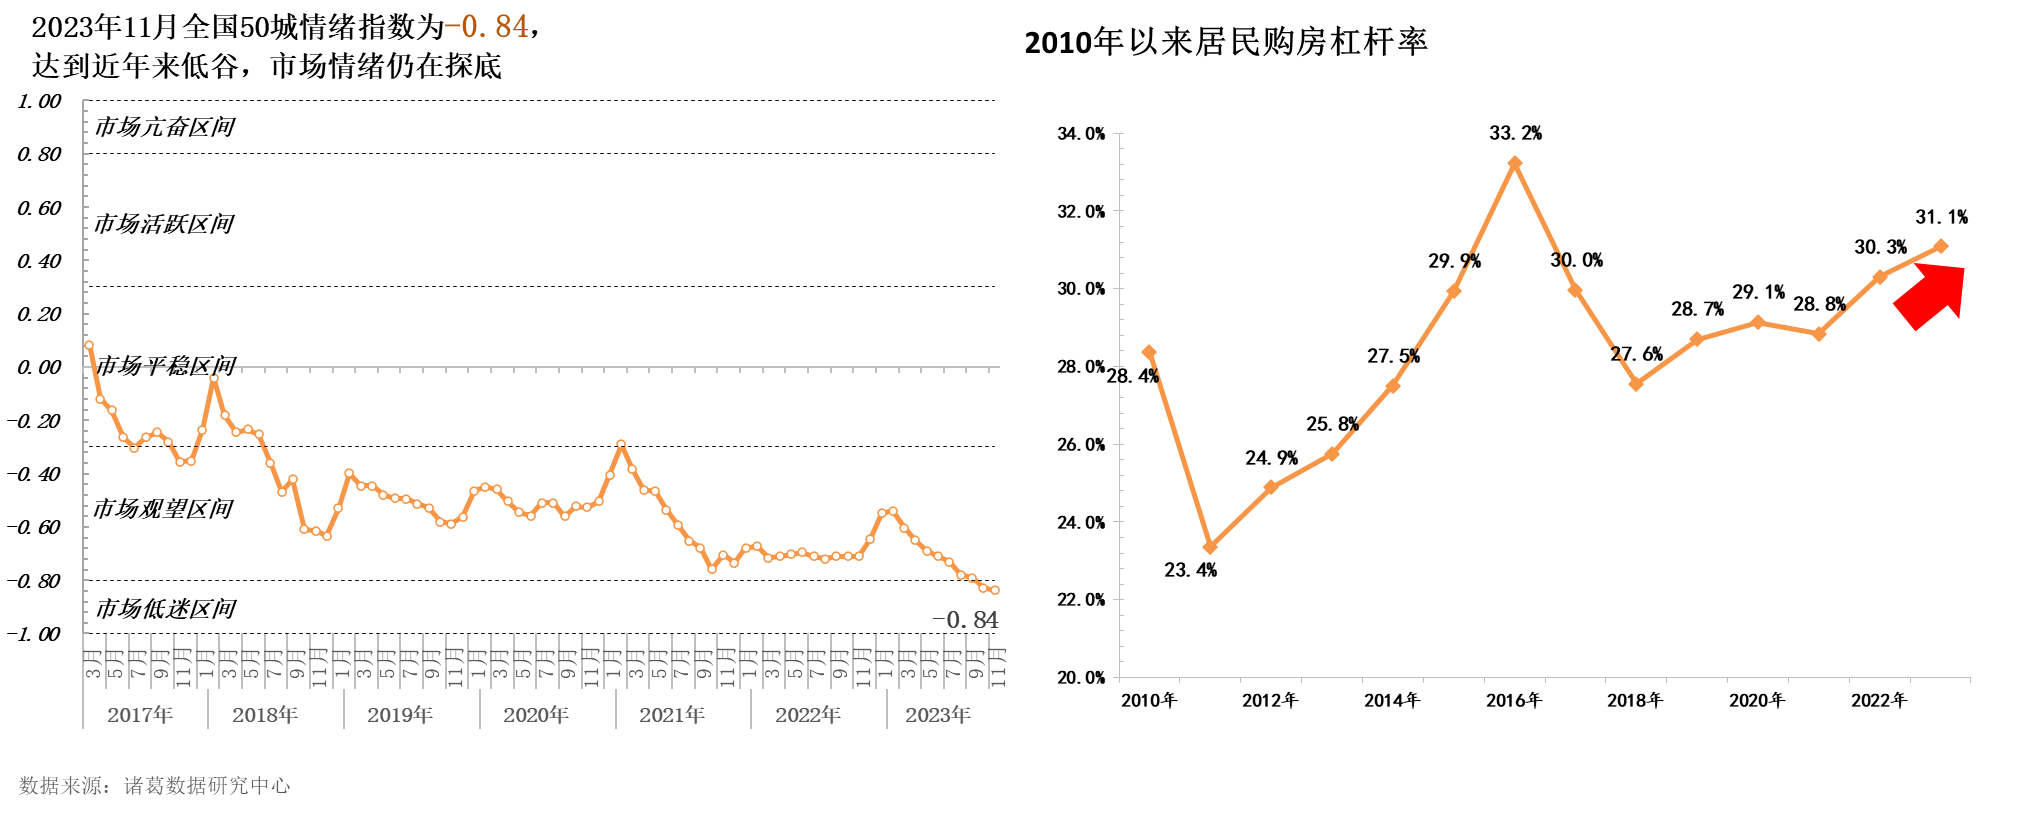 2023年11月全国50城情绪指数为-0.84，
达到近年来低谷，市场情绪仍在探底
1.00
市场亢奋区间
0.80
0.60
市场活跃区间
0.40
0.20
0.00
市场平稳区间
-0.20
-0.40
市场观望区间
-0.60
-0.80
市场低迷区间
-1.00
-0.84
3月 5月 7月 9月 11月 1月 3月 5月 7月 9月 11月 1月 3月 5月 7月 9月 11月 1月 3月 5月 7月 9月 11月 1月 3月 5月 7月 9月 11月 1月 3月 5月 7月 9月 11月 1月 3月 5月 7月 9月 11月
2017年 2018年 2019年 2020年 2021年 2022年 2023年
数据来源：诸葛数据研究中心
2010年以来居民购房杠杆率
34.0%
32.0%
30.0%
28.0%
26.0%
24.0%
22.0%
20.0%
28.4%
23.4%
24.9%
25.8%
27.5%
29.9%
33.2%
30.0%
27.6%
28.7%
29.1%
28.8%
30.3%
31.1%
2010年 2012年 2014年 2016年 2018年 2020年 2022年